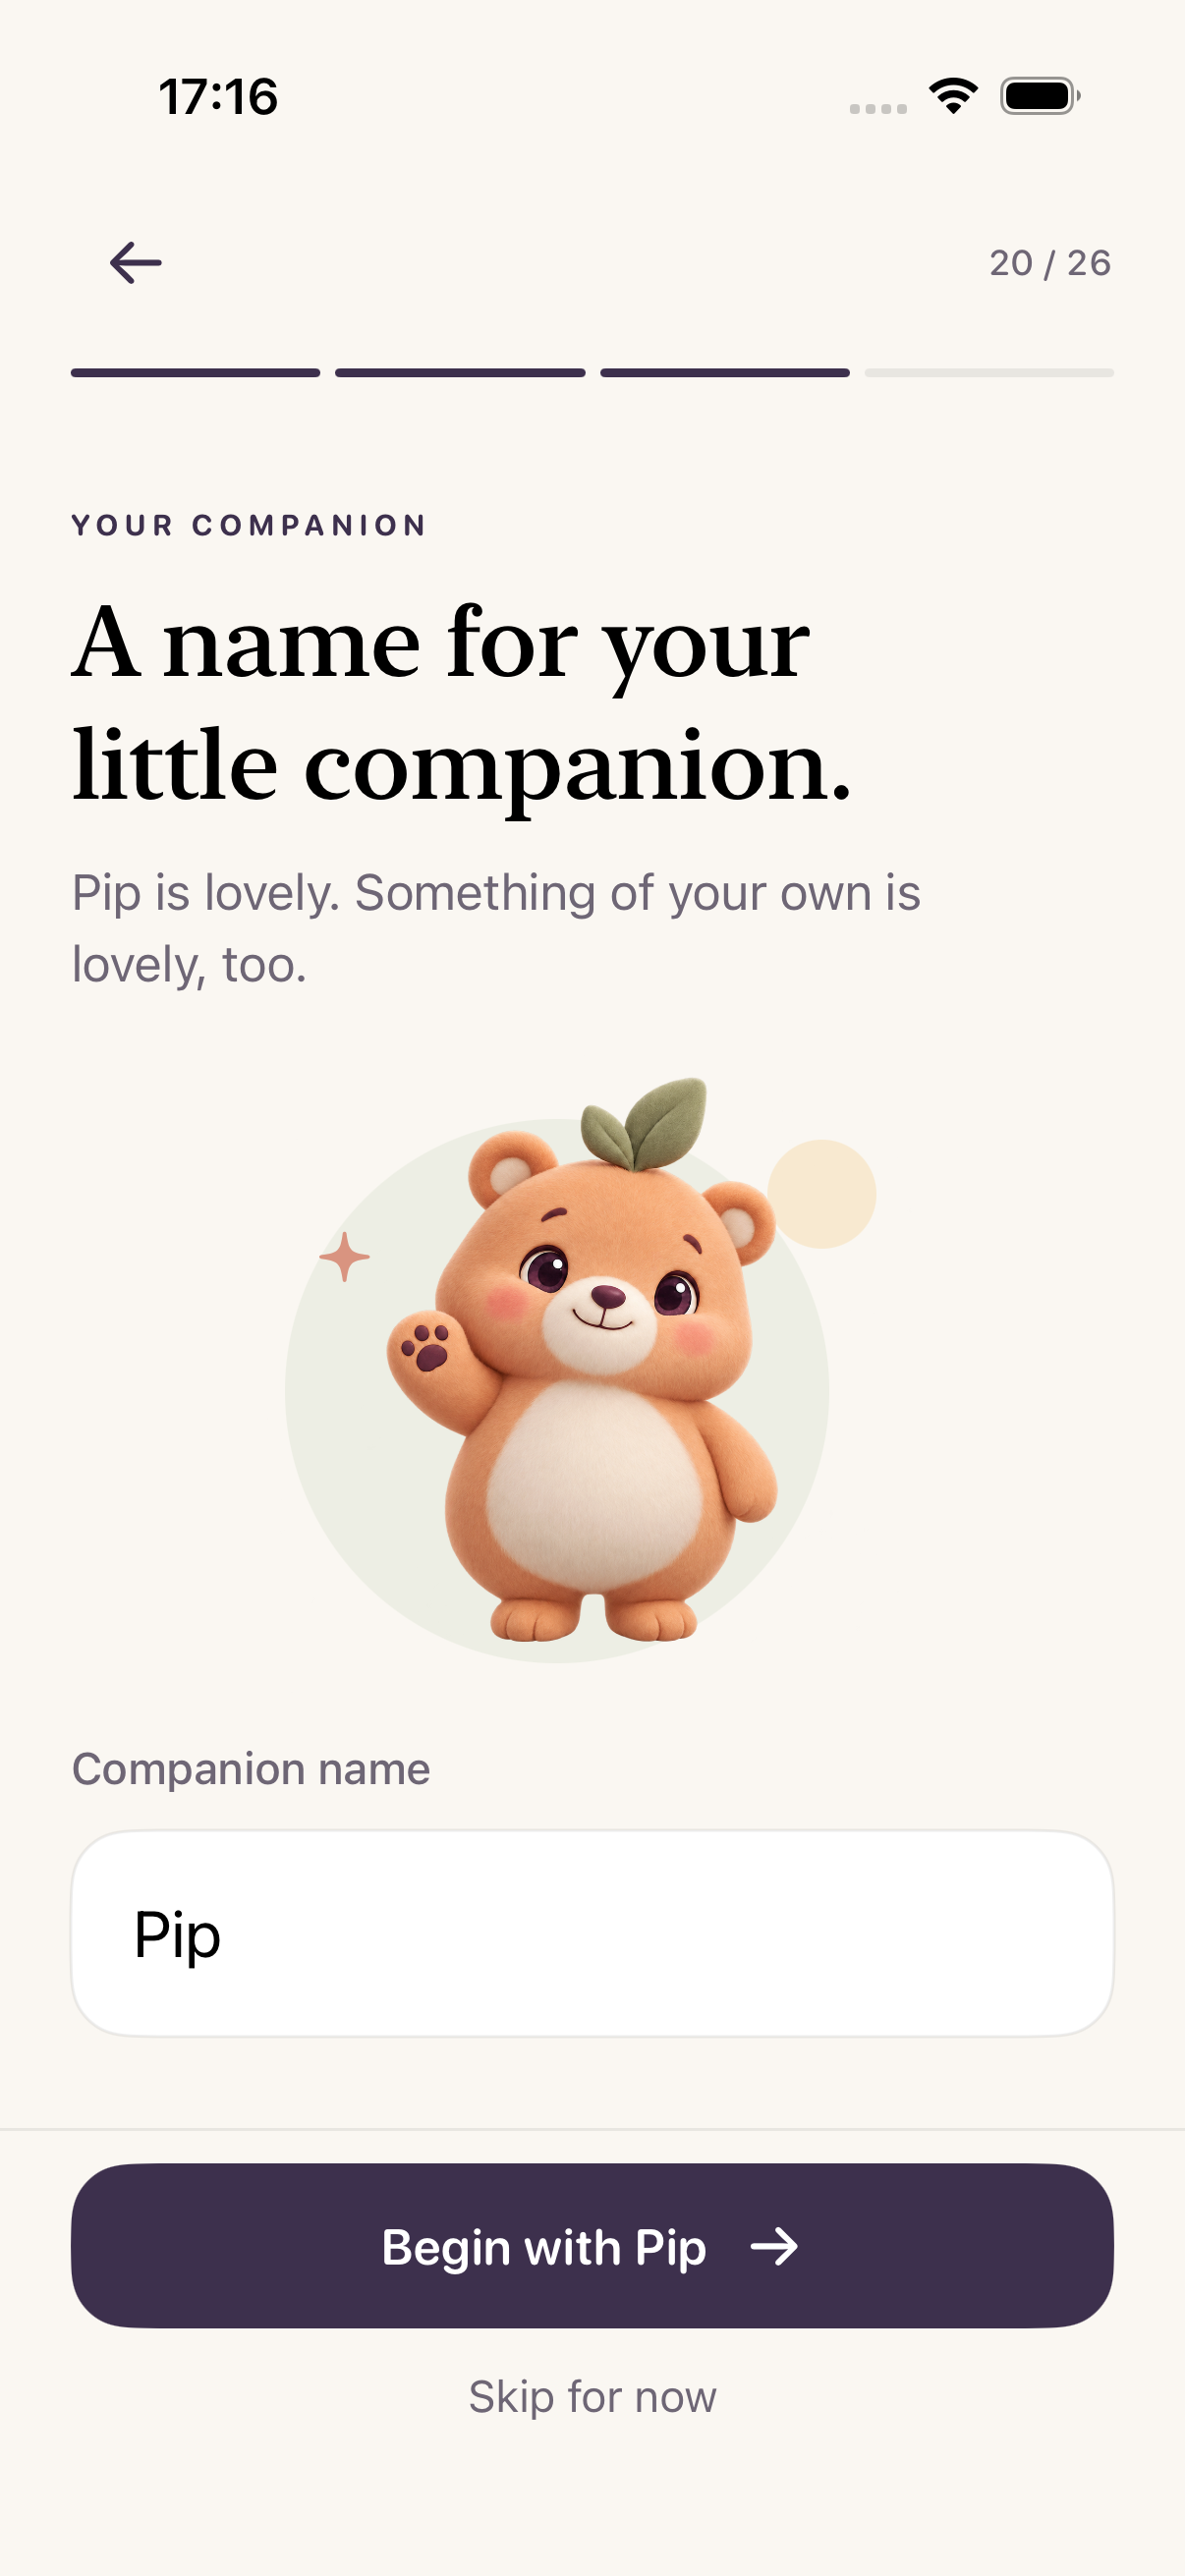 17:16
20 / 26
YOUR COMPANION
A name for your
little companion.
Pip is lovely. Something of your own is
lovely, too.
Companion name
Pip
Begin with Pip
Skip for now